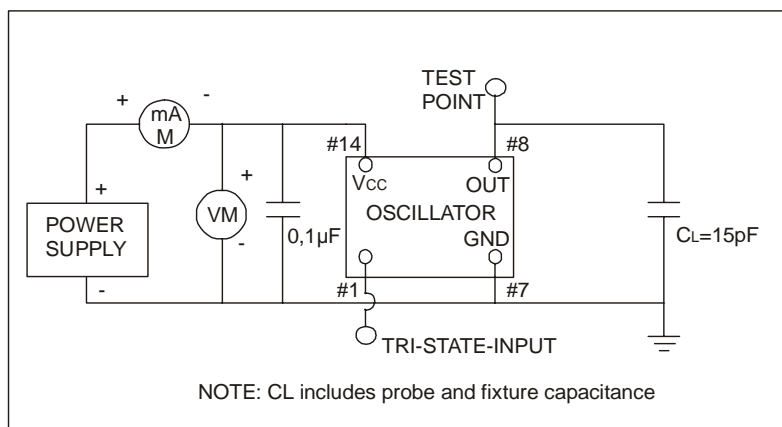 TEST
POINT
+
-
mA
M
#14
#8
+
VCC
OUT
+
OSCILLATOR
POWER
SUPPLY
VM
0,1µF
GND
CL=15pF
-
-
#1
#7
TRI-STATE-INPUT
NOTE: CL includes probe and fixture capacitance